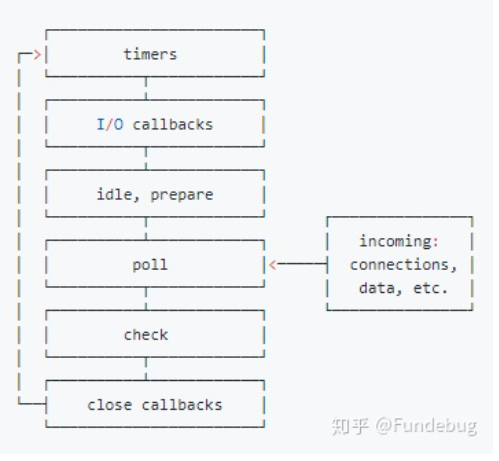 timers
I/O callbacks
idle, prepare
poll
incoming:
connections,
data, etc.
check
close callbacks
知乎 @Fundebug